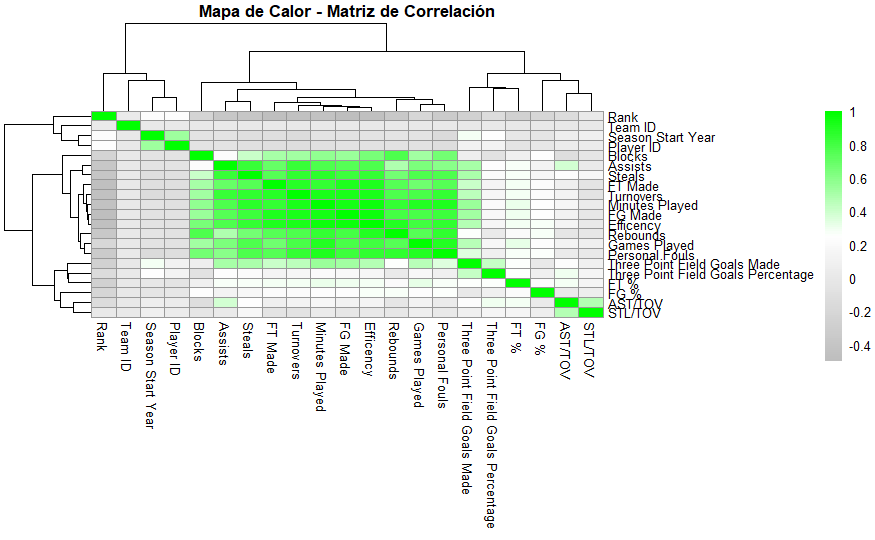 Mapa de Calor - Matriz de Correlación
Rank
Team ID
Season Start Year
Player ID
Blocks
Assists
Steals
FT Made
Turnovers
Minutes Played
FG Made
Efficency
Rebounds
Games Played
Personal Fouls
Three Point Field Goals Made
Three Point Field Goals Percentage
FT %
FG %
AST/TOV
STL/TOV
1
0.8
0.6
0.4
0.2
0
-0.2
-0.4
Rank
Team ID
Season Start Year
Player ID
Blocks
Assists
Steals
FT Made
Turnovers
Minutes Played
FG Made
Efficency
Rebounds
Games Played
Personal Fouls
Three Point Field Goals Made
Three Point Field Goals Percentage
FT %
FG %
AST/TOV
STL/TOV